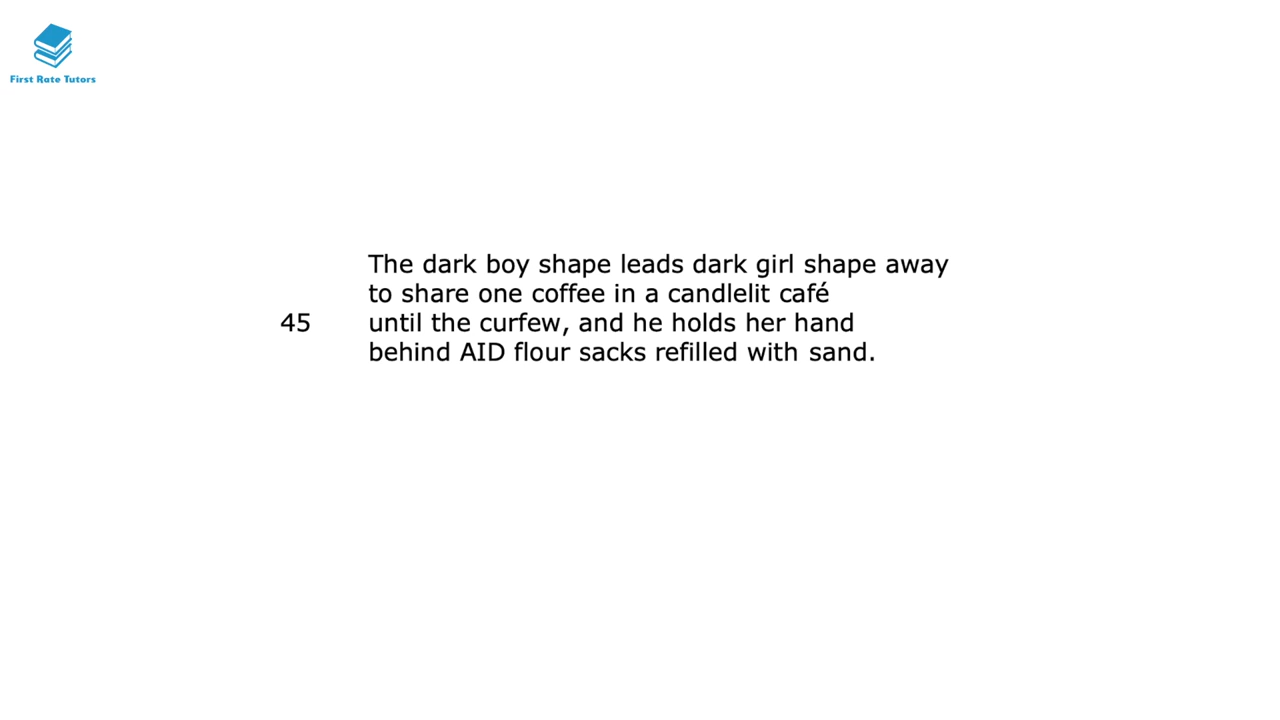 First Rate Tutors
The dark boy shape leads dark girl shape away
to share one coffee in a candlelit café
45 until the curfew, and he holds her hand
behind AID flour sacks refilled with sand.